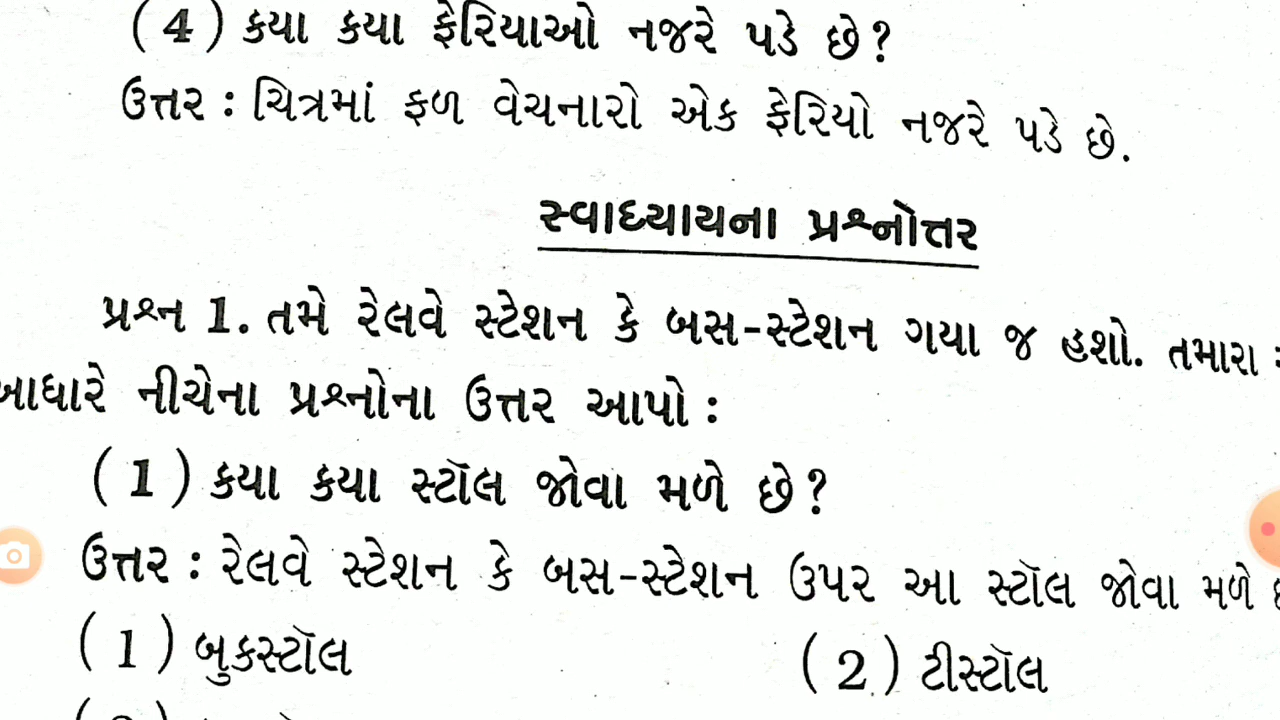 (4) કયા કયા ફેરિયાઓ નજરે પડે છે?
ઉત્તર : ચિત્રમાં ફળ વેચનારો એક ફેરિયો નજરે પડે છે.
સ્વાધ્યાયના પ્રશ્નોત્તર
પ્રશ્ન 1. તમે રેલવે સ્ટેશન કે બસ-સ્ટેશન ગયા જ હશો. તમારા
આધારે નીચેના પ્રશ્નોના ઉત્તર આપો :
(1) કયા કયા સ્ટૉલ જોવા મળે છે?
ઉત્તર : રેલવે સ્ટેશન કે બસ-સ્ટેશન ઉપર આ સ્ટૉલ જોવા મળે
(1) બુકસ્ટૉલ (2) ટીસ્ટૉલ